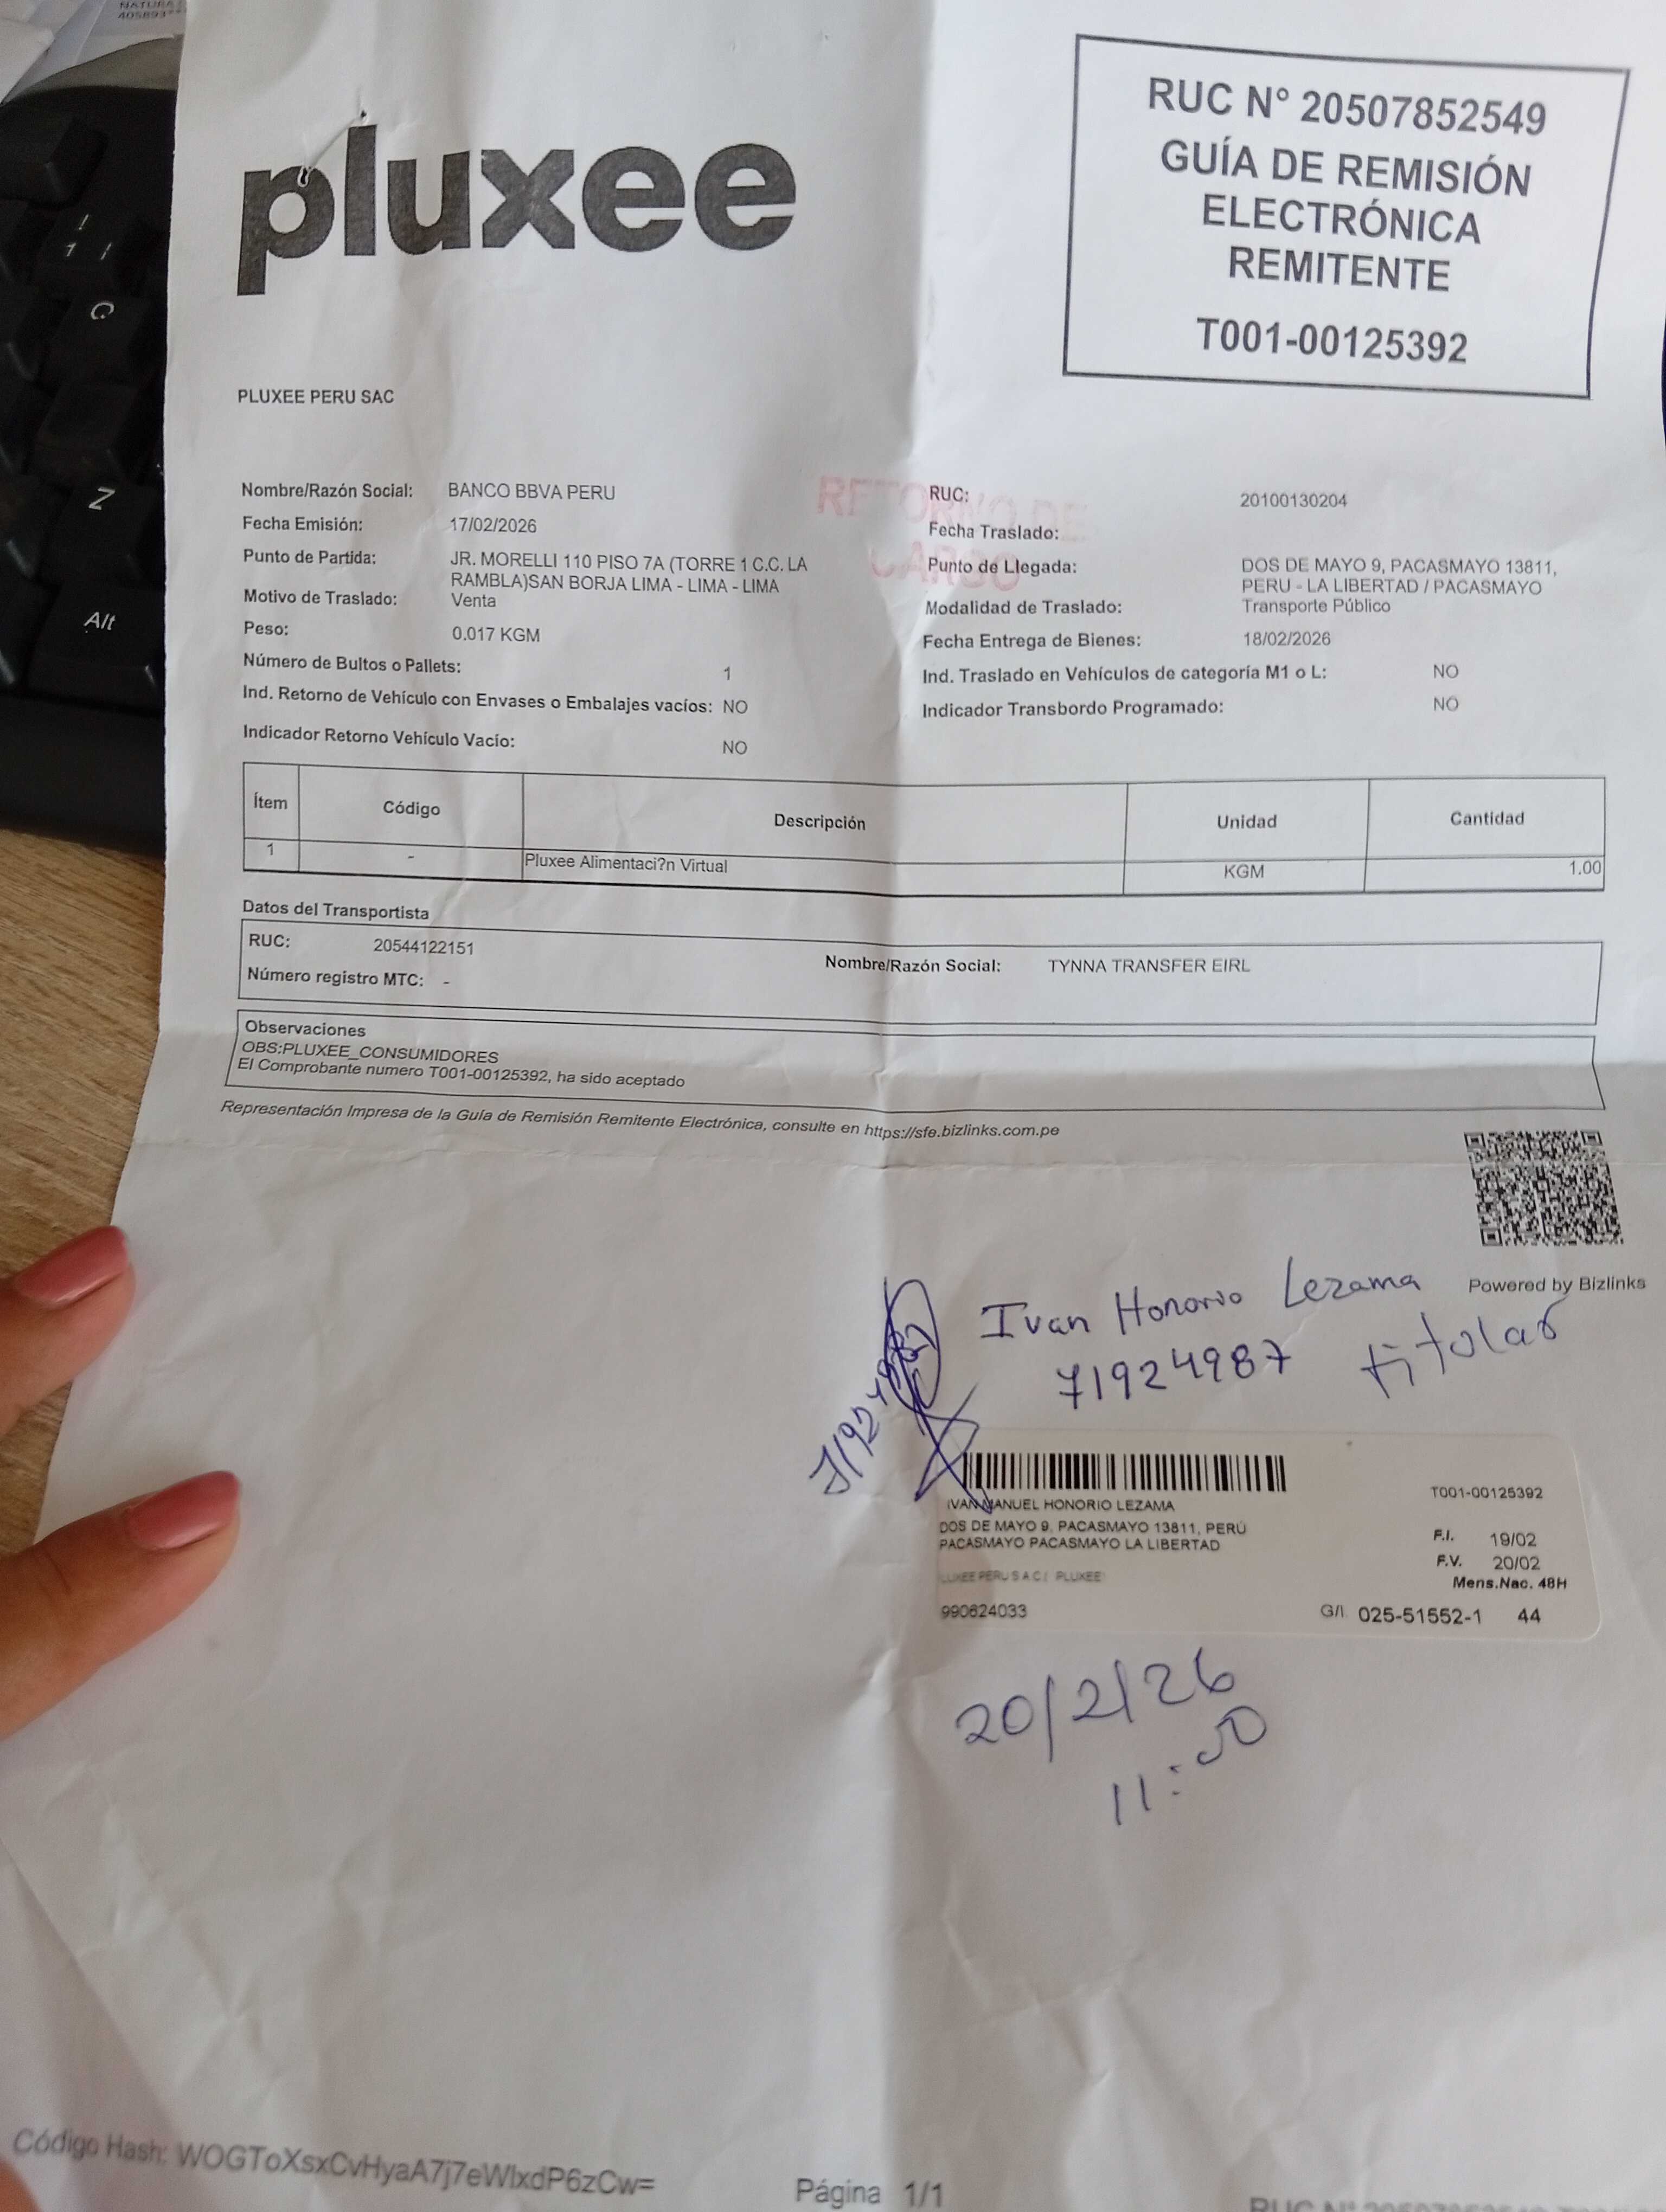 NATURA
405893**
!
1
Q
Z
Alt
pluxee
RUC N° 20507852549
GUÍA DE REMISIÓN
ELECTRÓNICA
REMITENTE
T001-00125392
PLUXEE PERU SAC
RETORNO DE
CARGO
Nombre/Razón Social: BANCO BBVA PERU
RUC: 20100130204
Fecha Emisión: 17/02/2026
Fecha Traslado:
Punto de Partida: JR. MORELLI 110 PISO 7A (TORRE 1 C.C. LA
RAMBLA)SAN BORJA LIMA - LIMA - LIMA
Punto de Llegada: DOS DE MAYO 9, PACASMAYO 13811,
PERU - LA LIBERTAD / PACASMAYO
Motivo de Traslado: Venta
Modalidad de Traslado: Transporte Público
Peso: 0.017 KGM
Fecha Entrega de Bienes: 18/02/2026
Número de Bultos o Pallets: 1
Ind. Traslado en Vehículos de categoría M1 o L: NO
Ind. Retorno de Vehículo con Envases o Embalajes vacíos: NO
Indicador Transbordo Programado: NO
Indicador Retorno Vehículo Vacío: NO
Ítem Código Descripción Unidad Cantidad
1 - Pluxee Alimentaci?n Virtual KGM 1.00
Datos del Transportista
RUC: 20544122151
Nombre/Razón Social: TYNNA TRANSFER EIRL
Número registro MTC: -
Observaciones
OBS:PLUXEE_CONSUMIDORES
El Comprobante numero T001-00125392, ha sido aceptado
Representación Impresa de la Guía de Remisión Remitente Electrónica, consulte en https://sfe.bizlinks.com.pe
Powered by Bizlinks
Ivan Honorio Lezama
71924987 titular
IVAN MANUEL HONORIO LEZAMA
T001-00125392
DOS DE MAYO 9, PACASMAYO 13811, PERÚ
PACASMAYO PACASMAYO LA LIBERTAD
F.I. 19/02
F.V. 20/02
LUXEE PERU S A C / PLUXEE
Mens.Nac. 48H
990624033
G/I. 025-51552-1 44
20/2/26
11:
Código Hash: WOGToXsxCvHyaA7j7eWlxdP6zCw=
Página 1/1